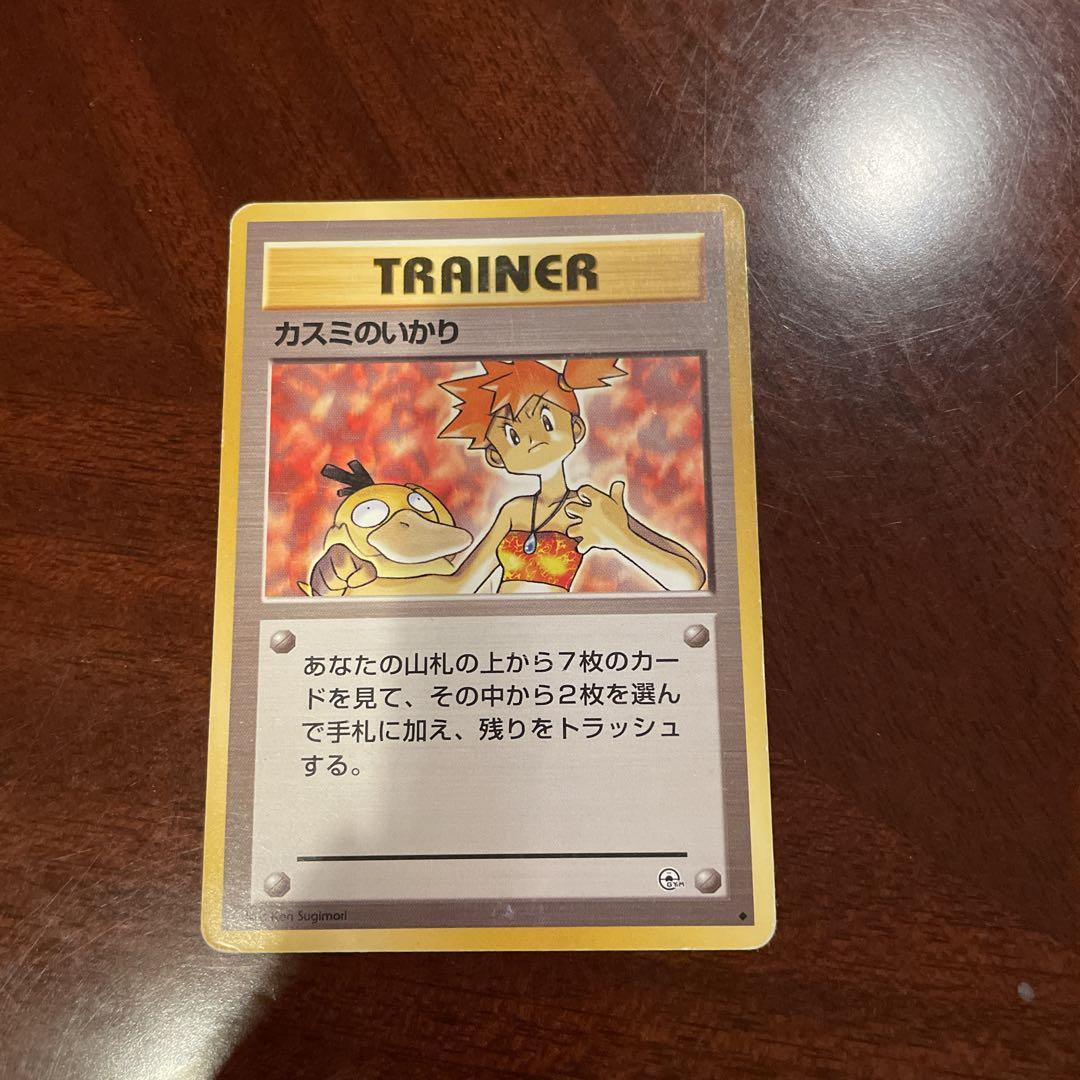 TRAINER
カスミのいかり
あなたの山札の上から７枚のカー
ドを見て、その中から２枚を選ん
で手札に加え、残りをトラッシュ
する。
GYM
Ken Sugimori